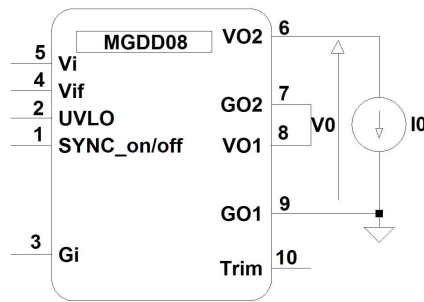 MGDD08
5 Vi
4 Vif
2 UVLO
1 SYNC_on/off
3 Gi
VO2 6
GO2 7
VO1 8
GO1 9
Trim 10
V0
I0